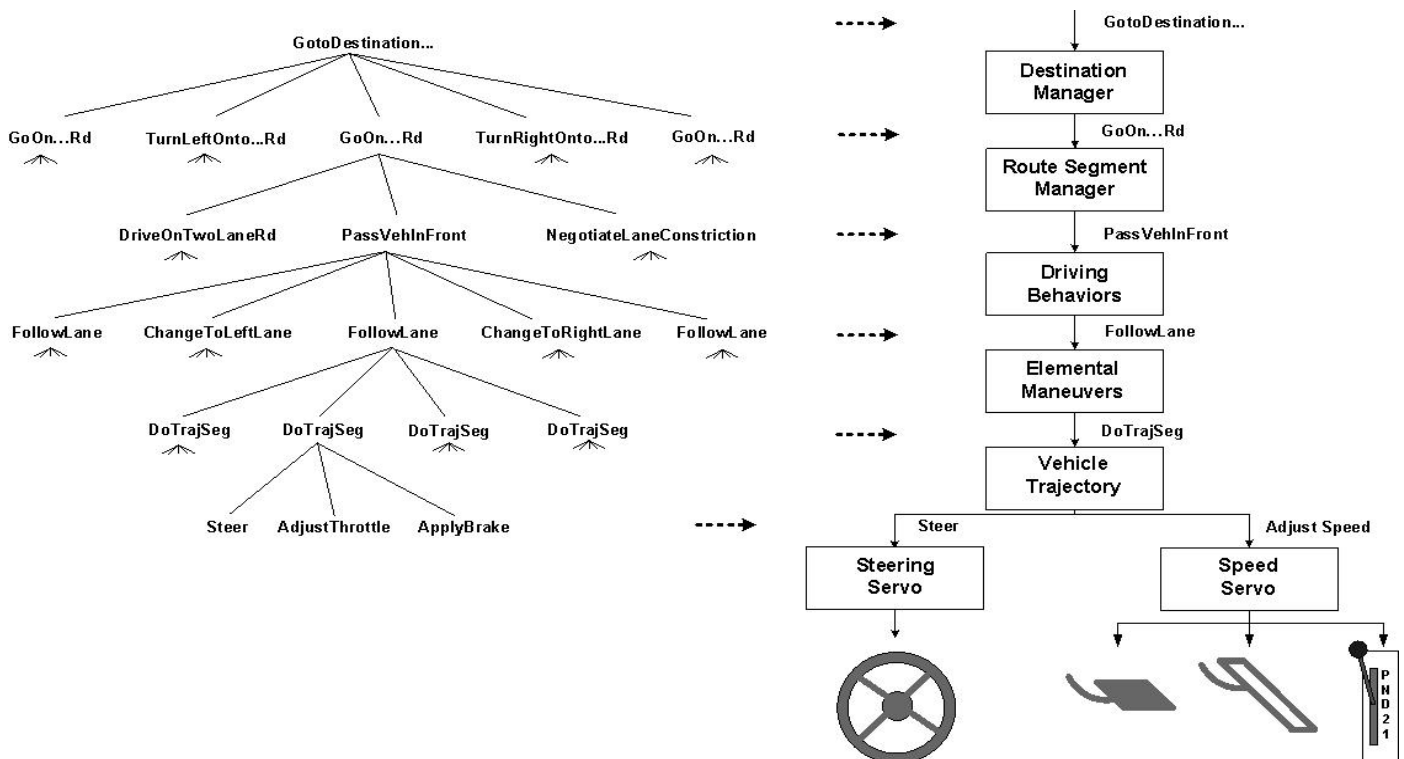 GotoDestination...
GotoDestination...
Destination
Manager
GoOn...Rd TurnLeftOnto...Rd GoOn...Rd TurnRightOnto...Rd GoOn...Rd
GoOn...Rd
Route Segment
Manager
DriveOnTwoLaneRd PassVehInFront NegotiateLaneConstriction
PassVehInFront
Driving
Behaviors
FollowLane ChangeToLeftLane FollowLane ChangeToRightLane FollowLane
FollowLane
Elemental
Maneuvers
DoTrajSeg DoTrajSeg DoTrajSeg DoTrajSeg
DoTrajSeg
Vehicle
Trajectory
Steer AdjustThrottle ApplyBrake
Steer
Adjust Speed
Steering
Servo
Speed
Servo
P
N
D
2
1